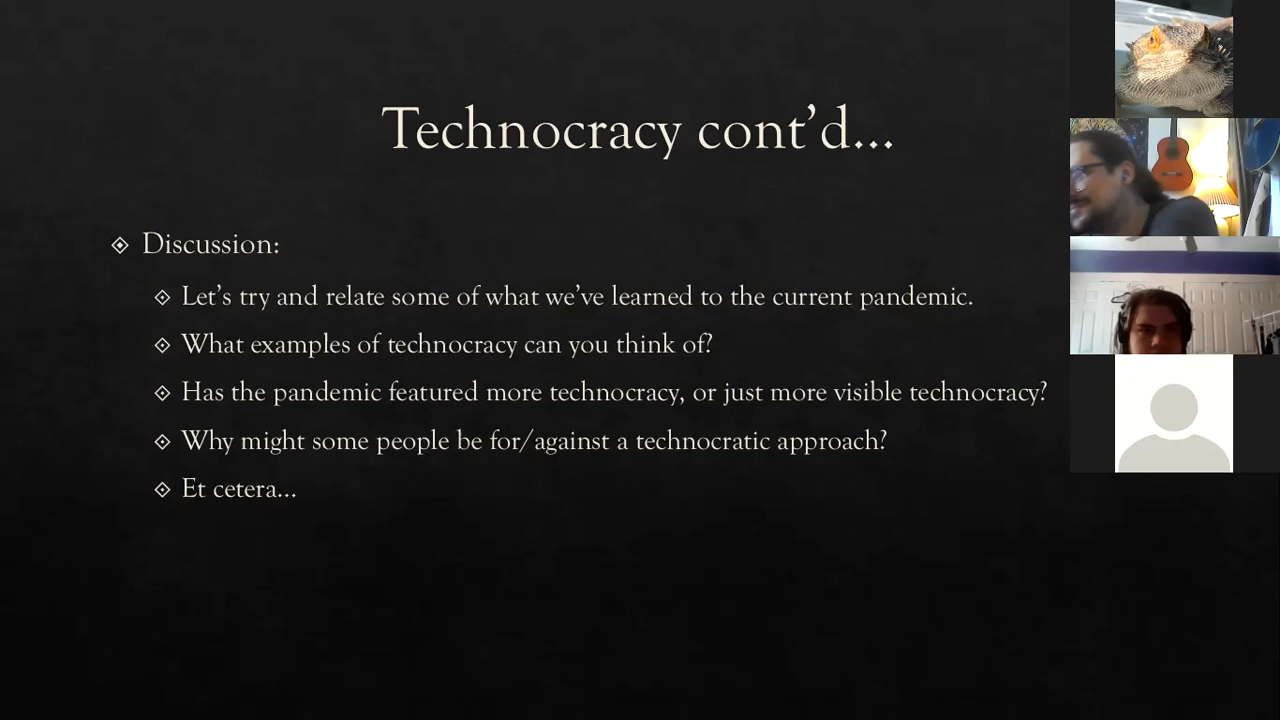 Technocracy cont’d…
Discussion:
Let’s try and relate some of what we’ve learned to the current pandemic.
What examples of technocracy can you think of?
Has the pandemic featured more technocracy, or just more visible technocracy?
Why might some people be for/against a technocratic approach?
Et cetera…